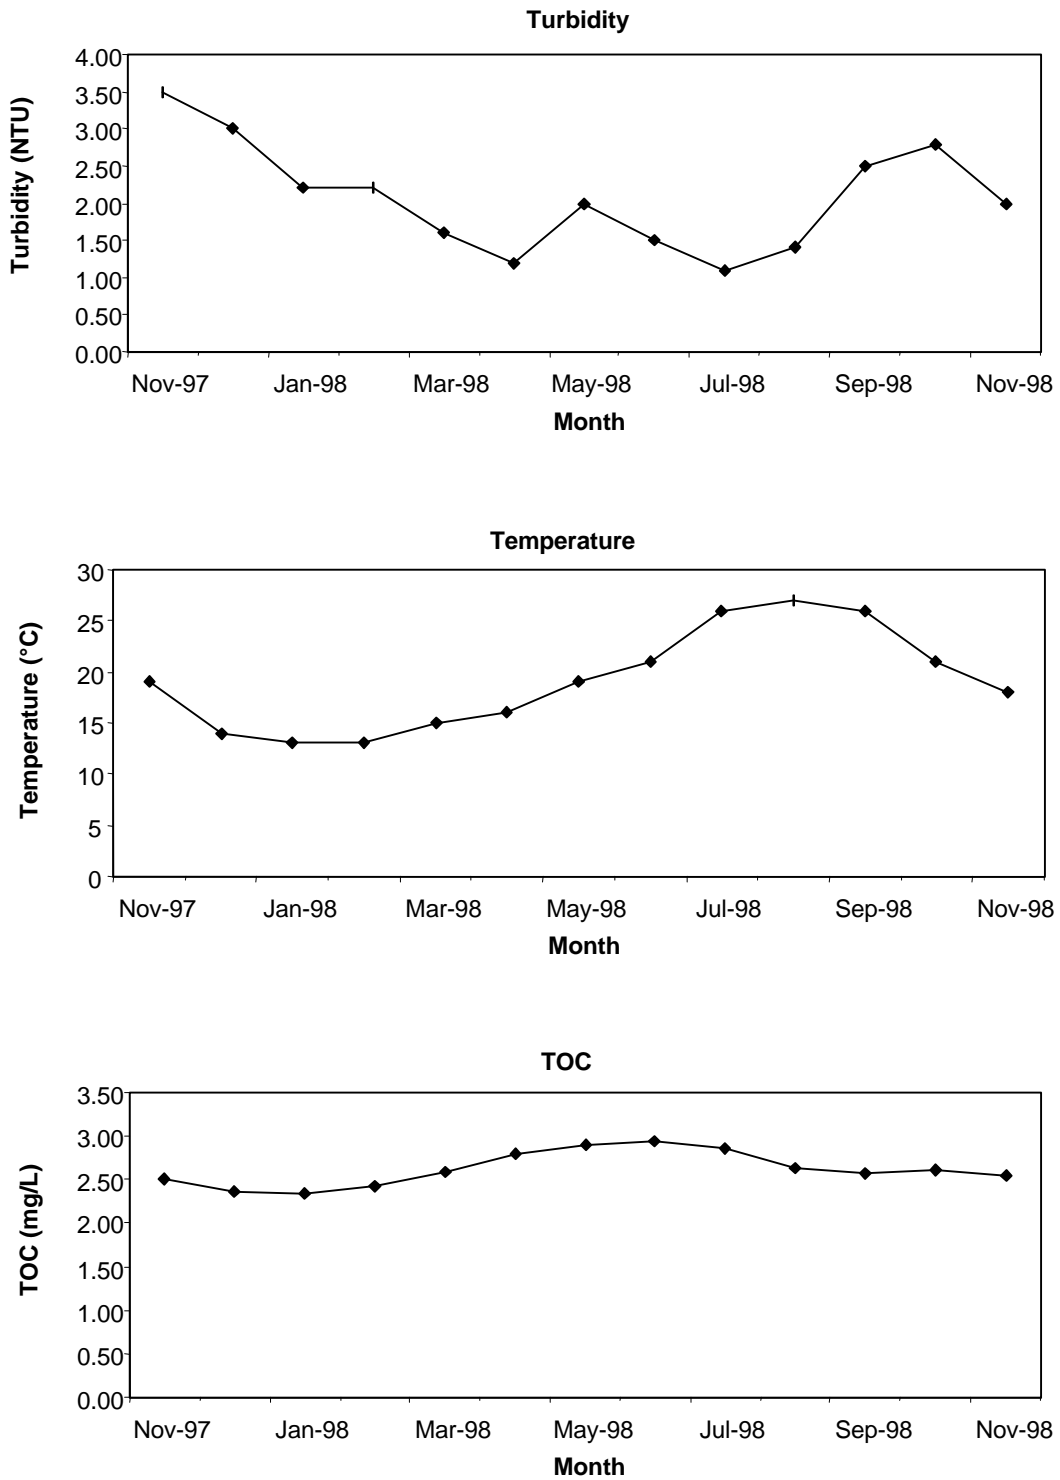 Turbidity
Turbidity (NTU)
4.00
3.50
3.00
2.50
2.00
1.50
1.00
0.50
0.00
Nov-97 Jan-98 Mar-98 May-98 Jul-98 Sep-98 Nov-98
Month
Temperature
Temperature (°C)
30
25
20
15
10
5
0
Nov-97 Jan-98 Mar-98 May-98 Jul-98 Sep-98 Nov-98
Month
TOC
TOC (mg/L)
3.50
3.00
2.50
2.00
1.50
1.00
0.50
0.00
Nov-97 Jan-98 Mar-98 May-98 Jul-98 Sep-98 Nov-98
Month